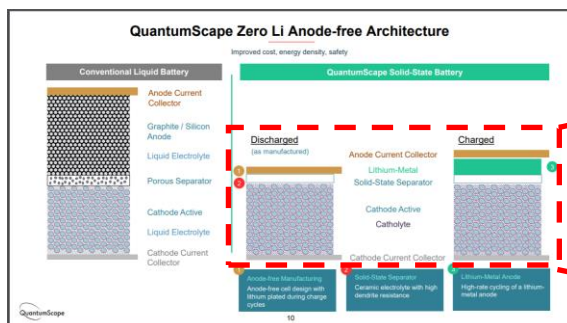 QuantumScape Zero Li Anode-free Architecture
Improved cost, energy density, safety
Conventional Liquid Battery
Anode Current
Collector
Graphite / Silicon
Anode
Liquid Electrolyte
Porous Separator
Cathode Active
Liquid Electrolyte
Cathode Current
Collector
QuantumScape Solid-State Battery
Discharged
(as manufactured)
Charged
1
2
3
Anode Current Collector
Lithium-Metal
Solid-State Separator
Cathode Active
Catholyte
Cathode Current Collector
1
Anode-free Manufacturing
Anode-free cell design with
lithium plated during charge
cycles
2
Solid-State Separator
Ceramic electrolyte with high
dendrite resistance
Lithium-Metal Anode
High-rate cycling of a lithium-
metal anode
QuantumScape
10